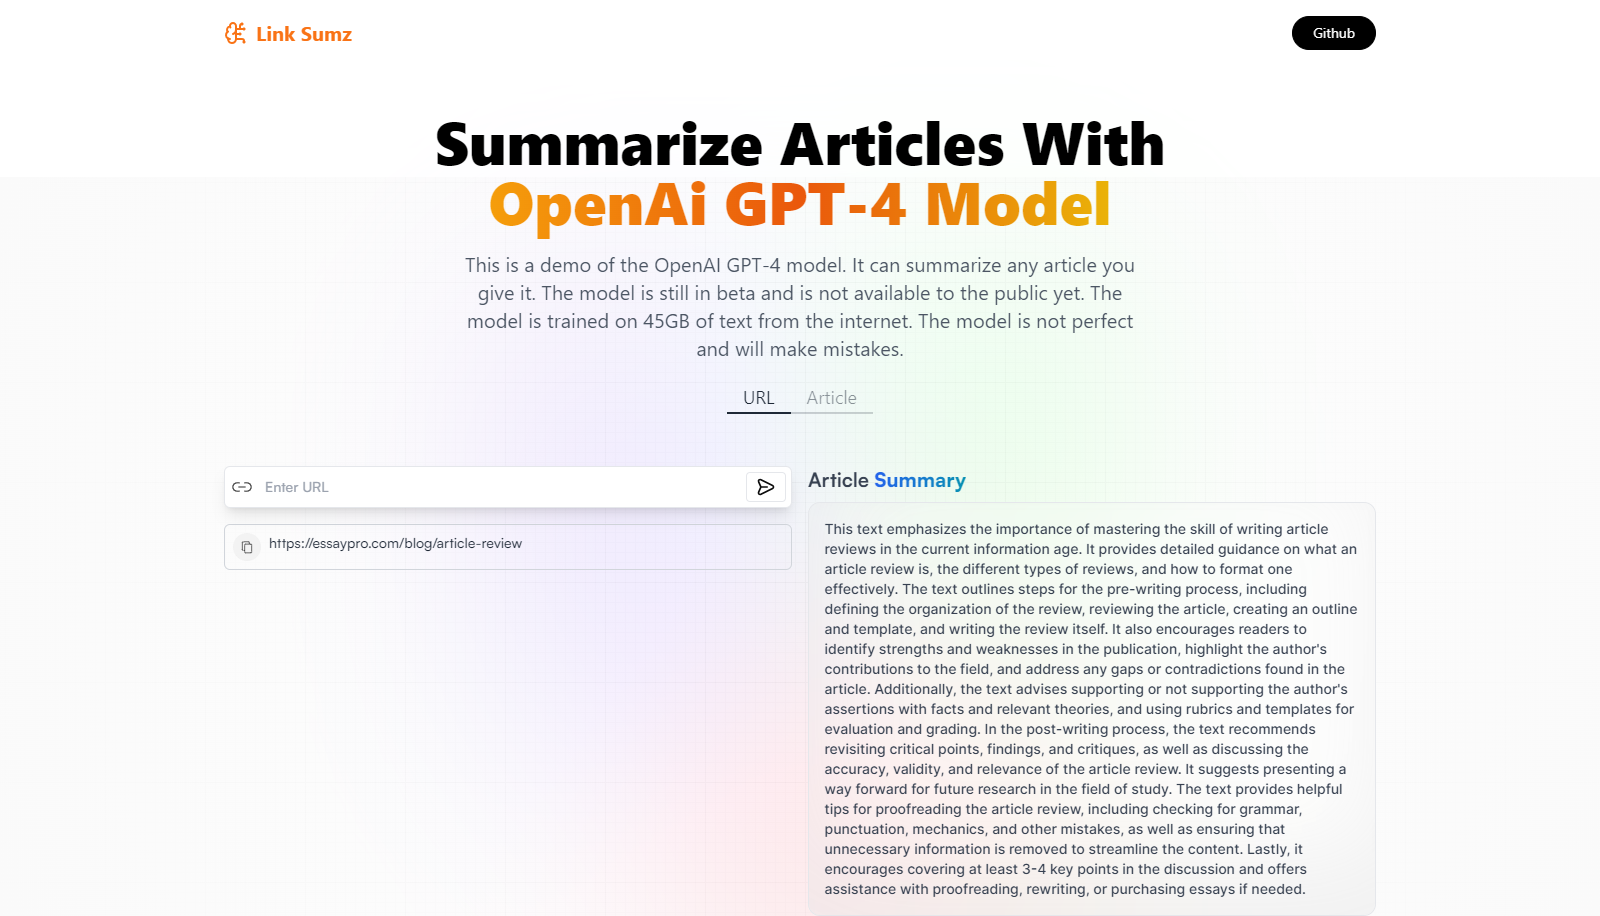 Link Sumz
Github
Summarize Articles With
OpenAi GPT-4 Model
This is a demo of the OpenAI GPT-4 model. It can summarize any article you
give it. The model is still in beta and is not available to the public yet. The
model is trained on 45GB of text from the internet. The model is not perfect
and will make mistakes.
URL
Article
Enter URL
https://essaypro.com/blog/article-review
Article Summary
This text emphasizes the importance of mastering the skill of writing article
reviews in the current information age. It provides detailed guidance on what an
article review is, the different types of reviews, and how to format one
effectively. The text outlines steps for the pre-writing process, including
defining the organization of the review, reviewing the article, creating an outline
and template, and writing the review itself. It also encourages readers to
identify strengths and weaknesses in the publication, highlight the author's
contributions to the field, and address any gaps or contradictions found in the
article. Additionally, the text advises supporting or not supporting the author's
assertions with facts and relevant theories, and using rubrics and templates for
evaluation and grading. In the post-writing process, the text recommends
revisiting critical points, findings, and critiques, as well as discussing the
accuracy, validity, and relevance of the article review. It suggests presenting a
way forward for future research in the field of study. The text provides helpful
tips for proofreading the article review, including checking for grammar,
punctuation, mechanics, and other mistakes, as well as ensuring that
unnecessary information is removed to streamline the content. Lastly, it
encourages covering at least 3-4 key points in the discussion and offers
assistance with proofreading, rewriting, or purchasing essays if needed.